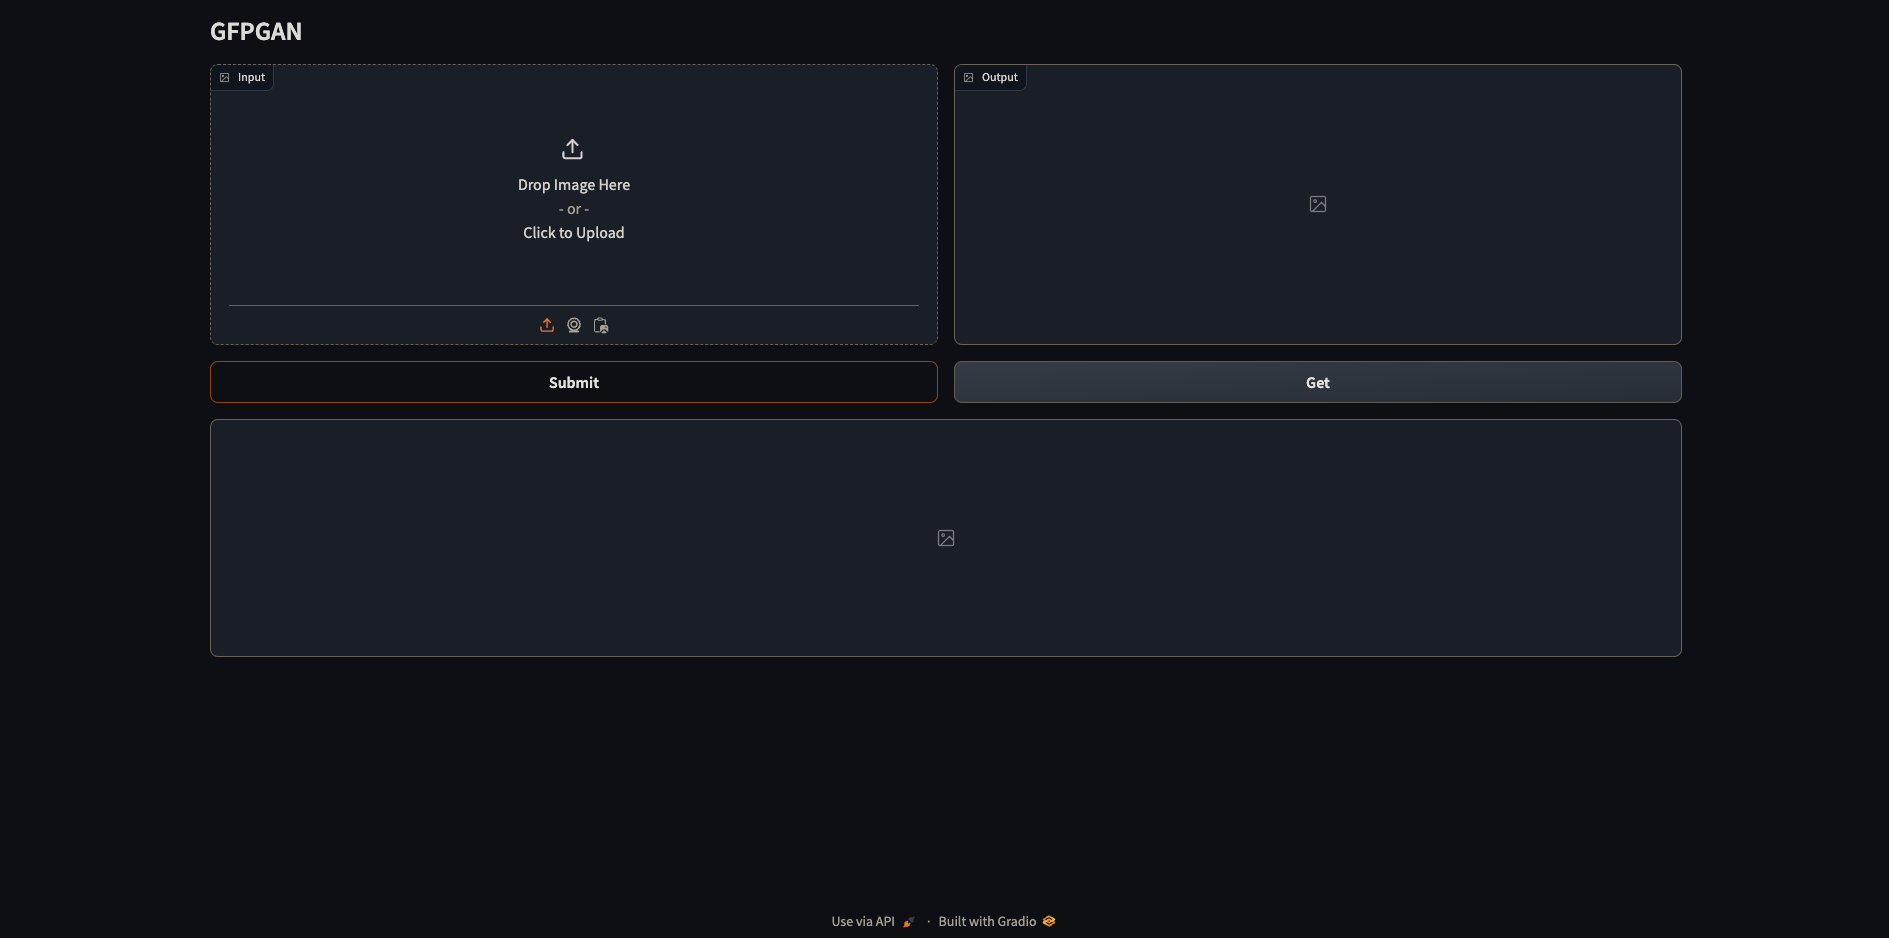 GFPGAN
Input
Output
Drop Image Here
- or -
Click to Upload
Submit
Get
Use via API · Built with Gradio